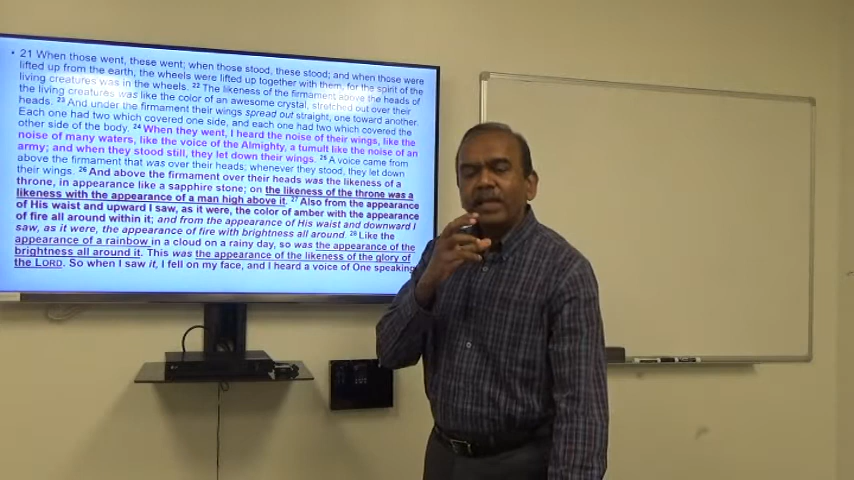 • 21 When those went, these went; when those stood, these stood; and when those were
lifted up from the earth, the wheels were lifted up together with them, for the spirit of the
living creatures was in the wheels. 22 The likeness of the firmament above the heads of
the living creatures was like the color of an awesome crystal, stretched out over their
heads. 23 And under the firmament their wings spread out straight, one toward another.
Each one had two which covered one side, and each one had two which covered the
other side of the body. 24 When they went, I heard the noise of their wings, like the
noise of many waters, like the voice of the Almighty, a tumult like the noise of an
army; and when they stood still, they let down their wings. 25 A voice came from
above the firmament that was over their heads; whenever they stood, they let down
their wings. 26 And above the firmament over their heads was the likeness of a
throne, in appearance like a sapphire stone; on the likeness of the throne was a
likeness with the appearance of a man high above it. 27 Also from the appearance
of His waist and upward I saw, as it were, the color of amber with the appearance
of fire all around within it; and from the appearance of His waist and downward I
saw, as it were, the appearance of fire with brightness all around. 28 Like the
appearance of a rainbow in a cloud on a rainy day, so was the appearance of the
brightness all around it. This was the appearance of the likeness of the glory of
the LORD. So when I saw it, I fell on my face, and I heard a voice of One speaking.